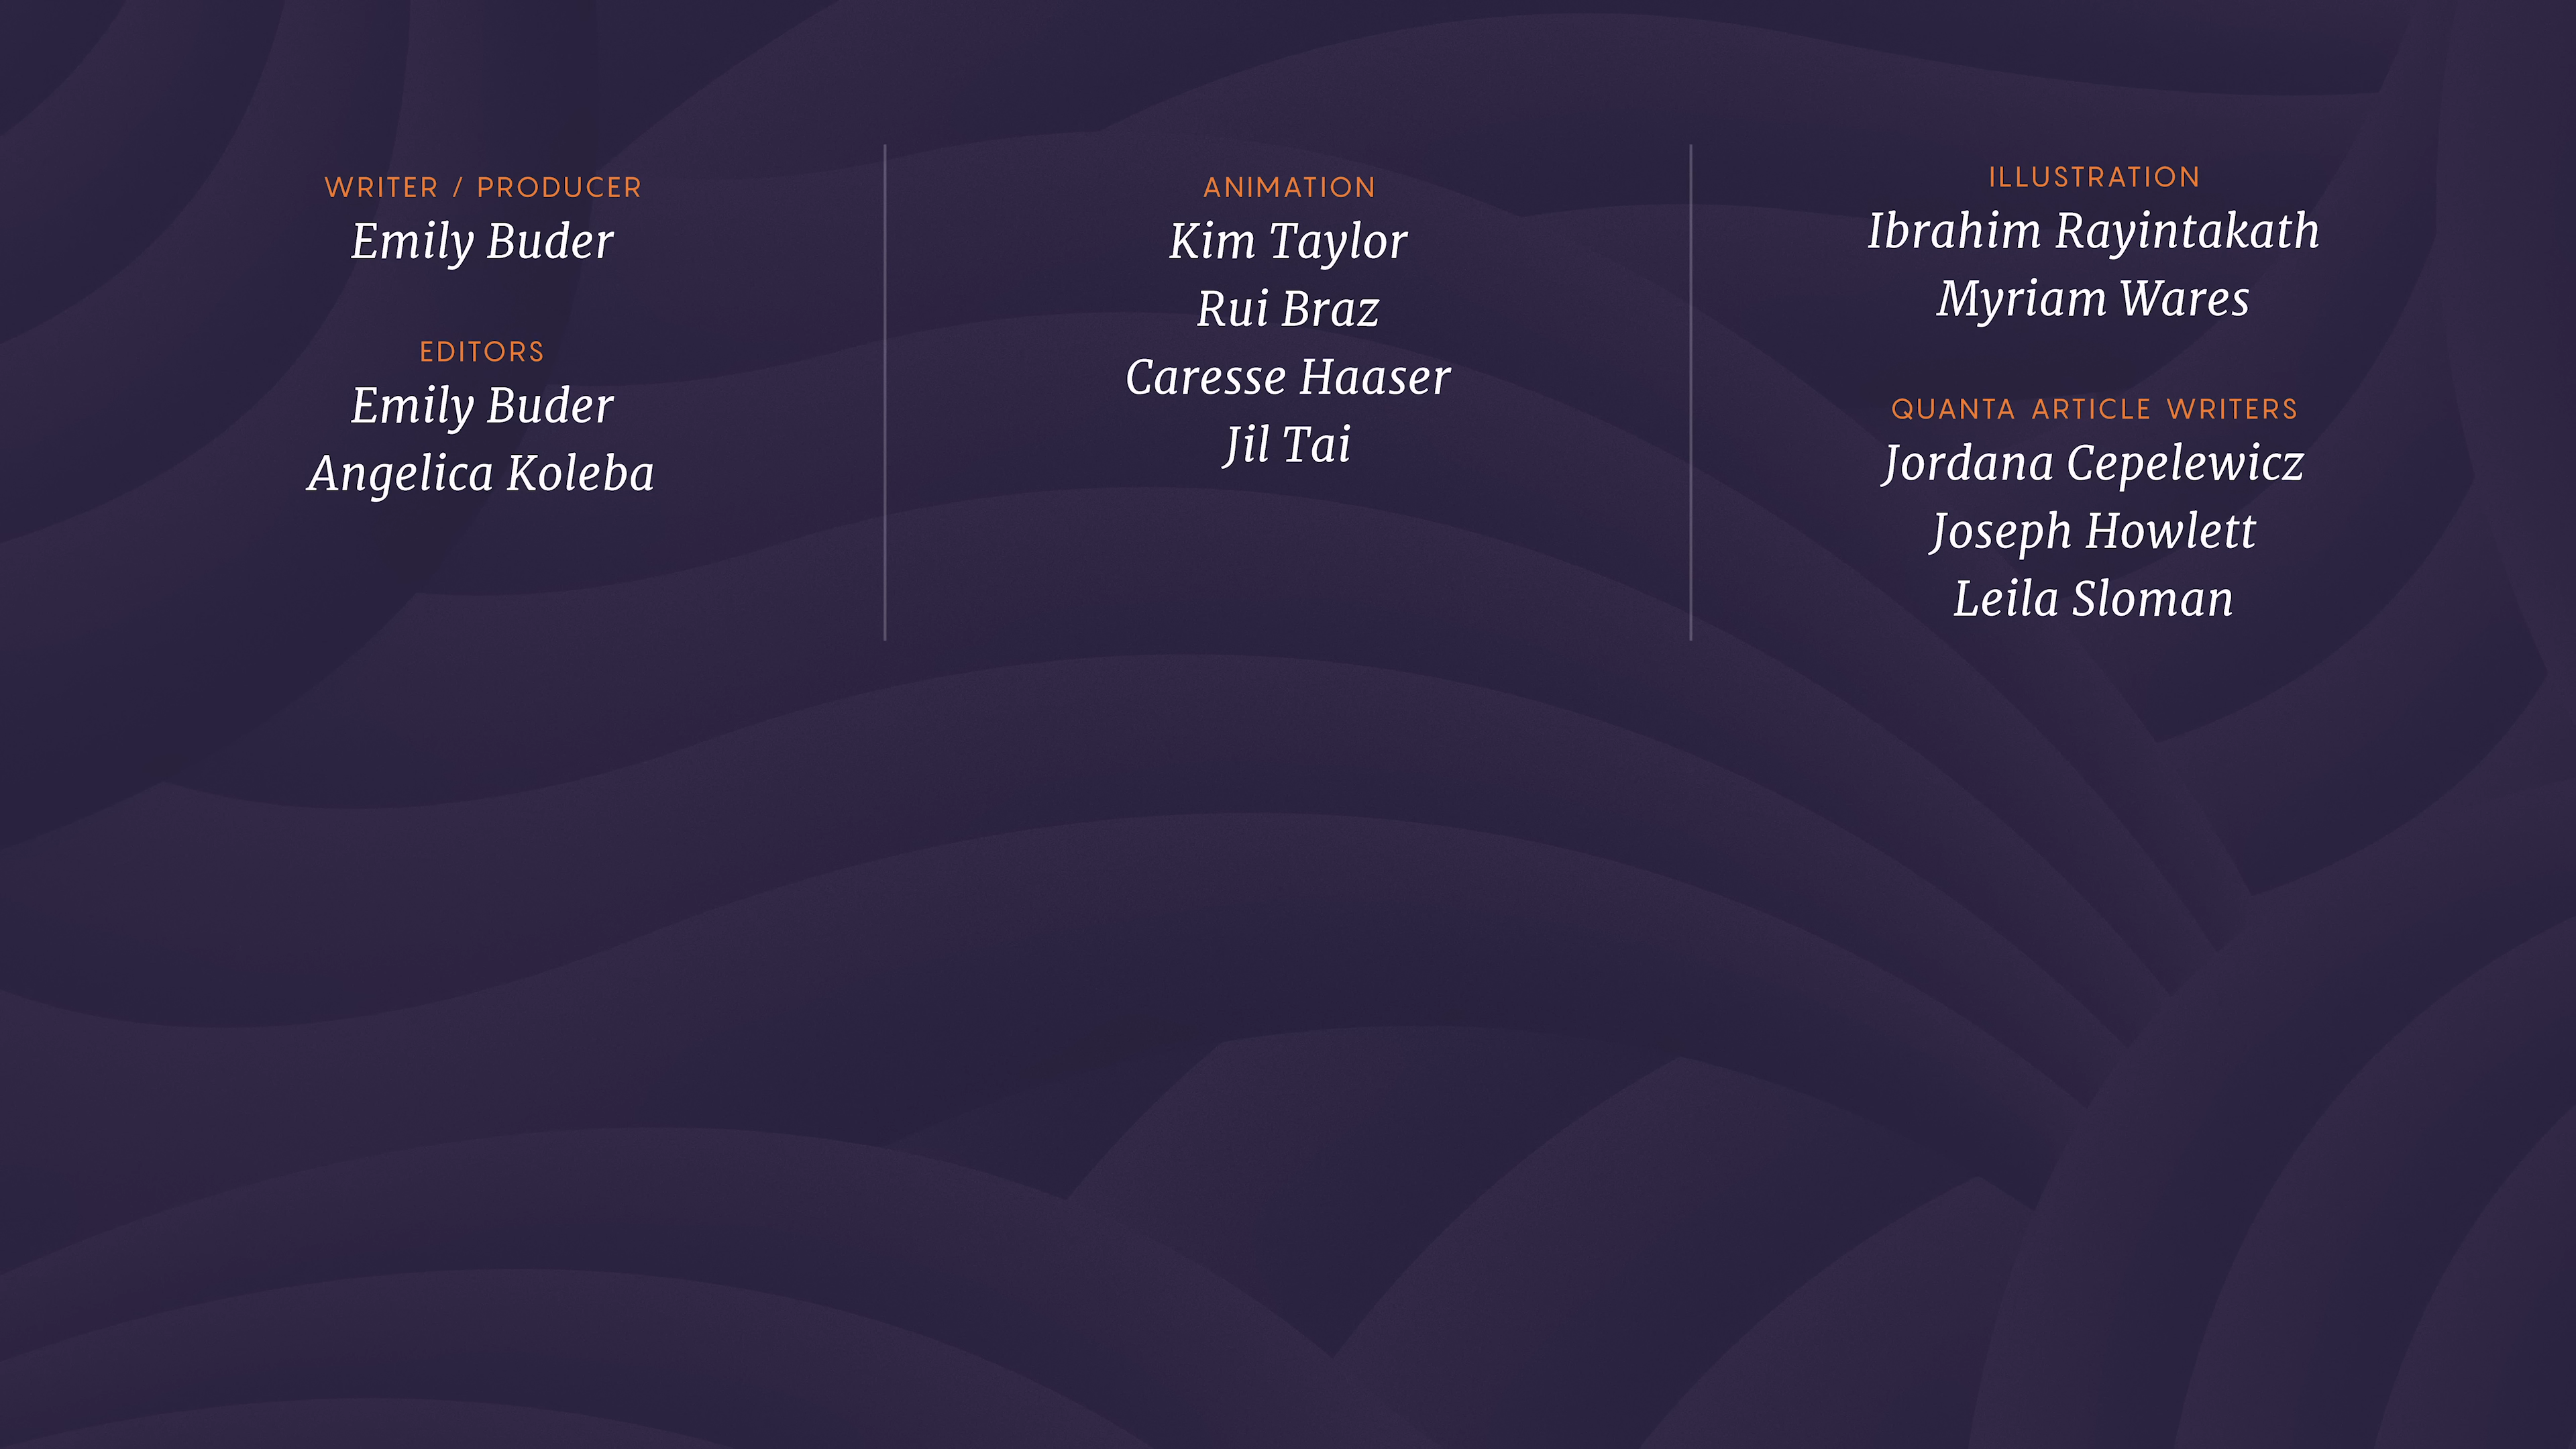 WRITER / PRODUCER
Emily Buder
EDITORS
Emily Buder
Angelica Koleba
ANIMATION
Kim Taylor
Rui Braz
Caresse Haaser
Jil Tai
ILLUSTRATION
Ibrahim Rayintakath
Myriam Wares
QUANTA ARTICLE WRITERS
Jordana Cepelewicz
Joseph Howlett
Leila Sloman